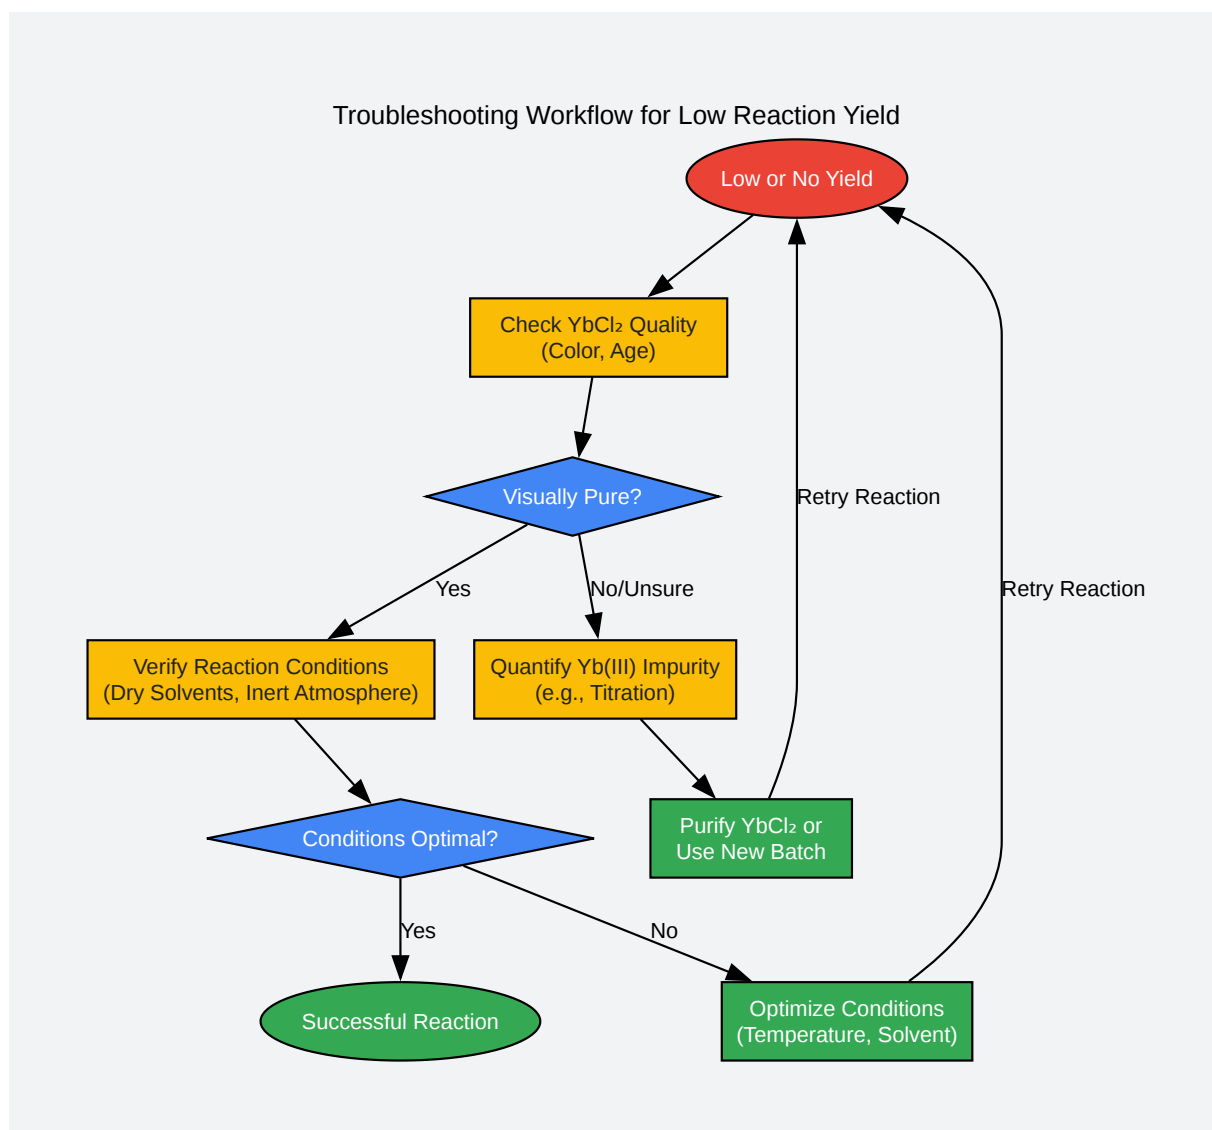 Troubleshooting Workflow for Low Reaction Yield
Low or No Yield
Check YbCl₂ Quality
(Color, Age)
Visually Pure?
Retry Reaction
Yes
No/Unsure
Retry Reaction
Verify Reaction Conditions
(Dry Solvents, Inert Atmosphere)
Quantify Yb(III) Impurity
(e.g., Titration)
Conditions Optimal?
Purify YbCl₂ or
Use New Batch
Yes
No
Successful Reaction
Optimize Conditions
(Temperature, Solvent)